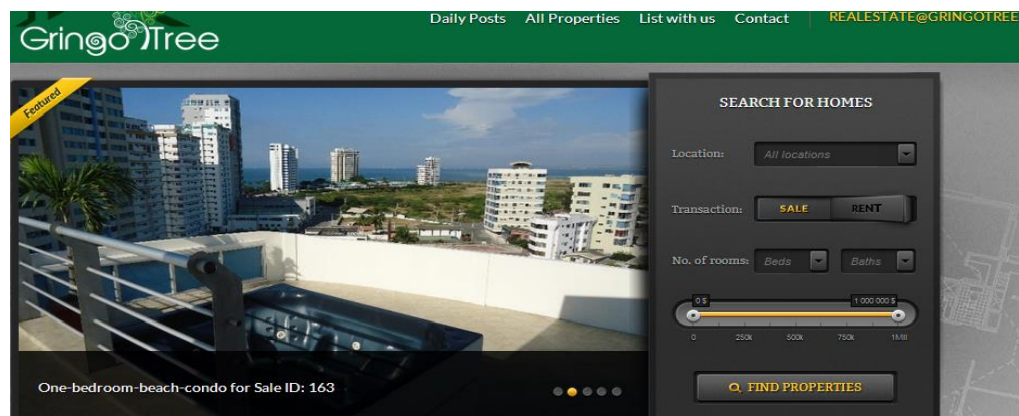 Gringo Tree
Daily Posts All Properties List with us Contact REALESTATE@GRINGOTREE
Featured
SEARCH FOR HOMES
Location: All locations
Transaction: SALE RENT
No. of rooms: Beds Baths
0 $ 1 000 000 $
0 250k 500k 750k 1Mill
FIND PROPERTIES
One-bedroom-beach-condo for Sale ID: 163